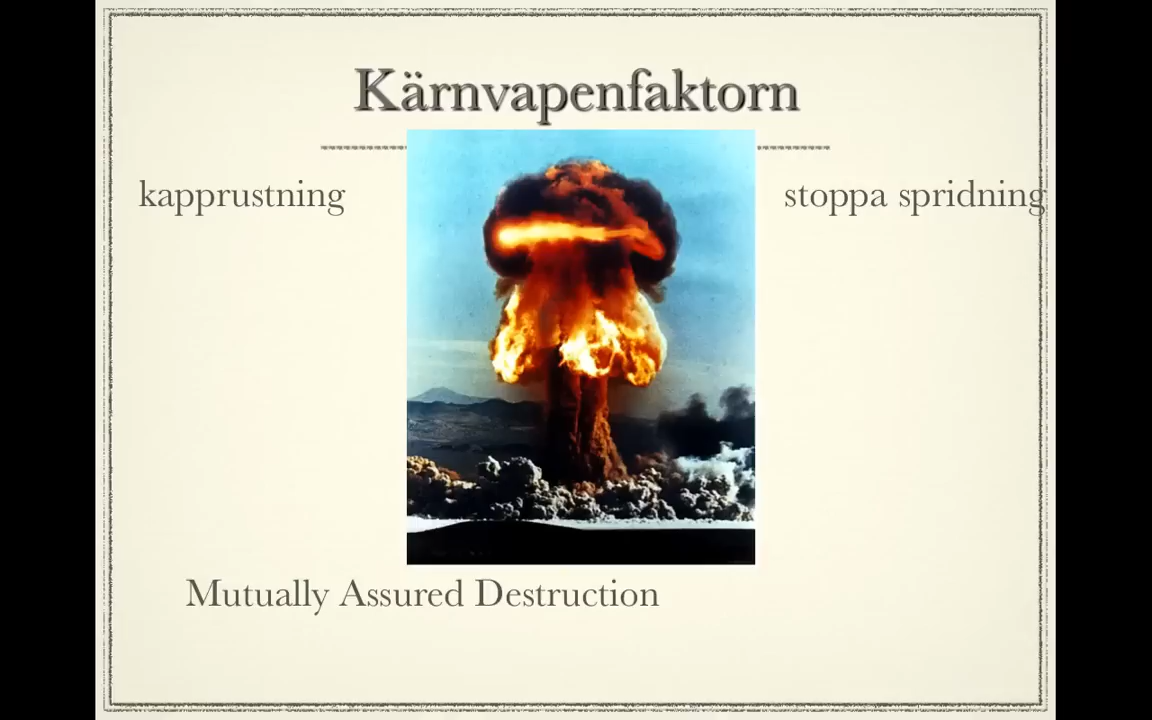 Kärnvapenfaktorn
kapprustning
stoppa spridning
Mutually Assured Destruction